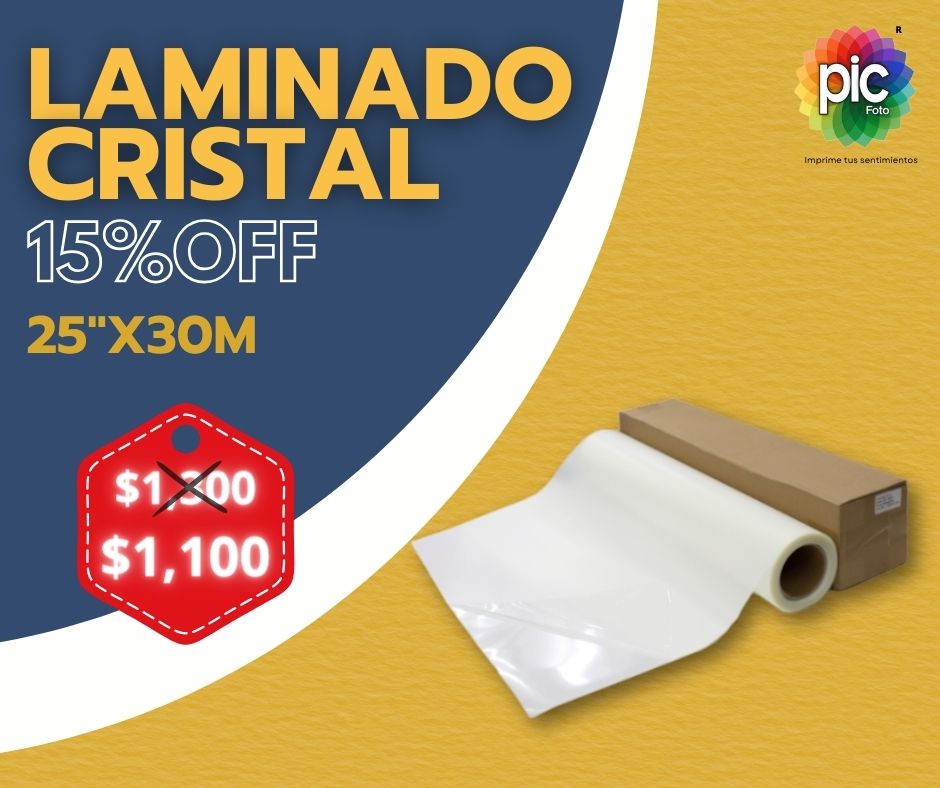 LAMINADO
CRISTAL
15%OFF
25"X30M
$1,300
$1,100
pic
Foto
R
Imprime tus sentimientos